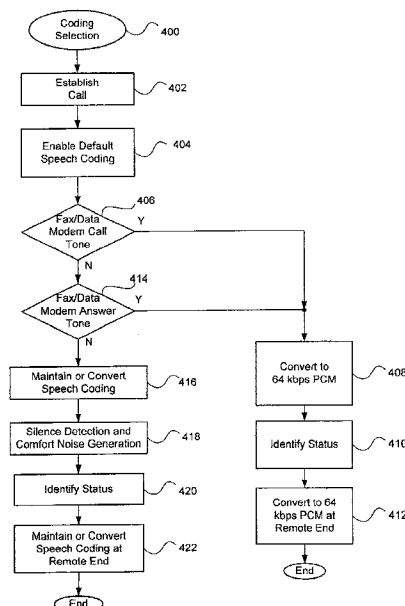 Coding
Selection
400
Establish
Call
402
Enable Default
Speech Coding
404
406
Fax/Data
Modem Call
Tone
Y
N
414
Fax/Data
Modem Answer
Tone
Y
N
Maintain or Convert
Speech Coding
416
Silence Detection and
Comfort Noise Generation
418
Identify Status
420
Maintain or Convert
Speech Coding at
Remote End
422
End
Convert to
64 kbps PCM
408
Identify Status
410
Convert to 64
kbps PCM at
Remote End
412
End